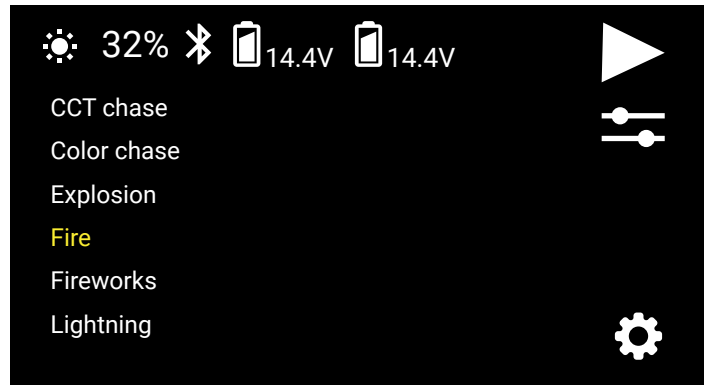 32% 14.4V 14.4V
CCT chase
Color chase
Explosion
Fire
Fireworks
Lightning